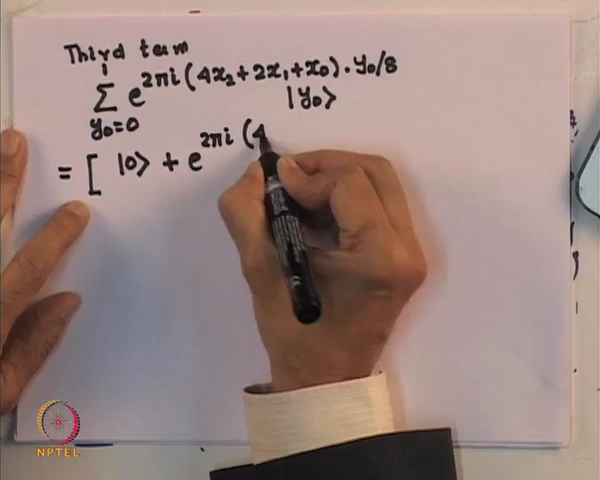 Third term
1
Σ e^{2πi(4x₂+2x₁+x₀)·y₀/8} |y₀⟩
y₀=0
= [ |0⟩ + e^{2πi (4
NPTEL